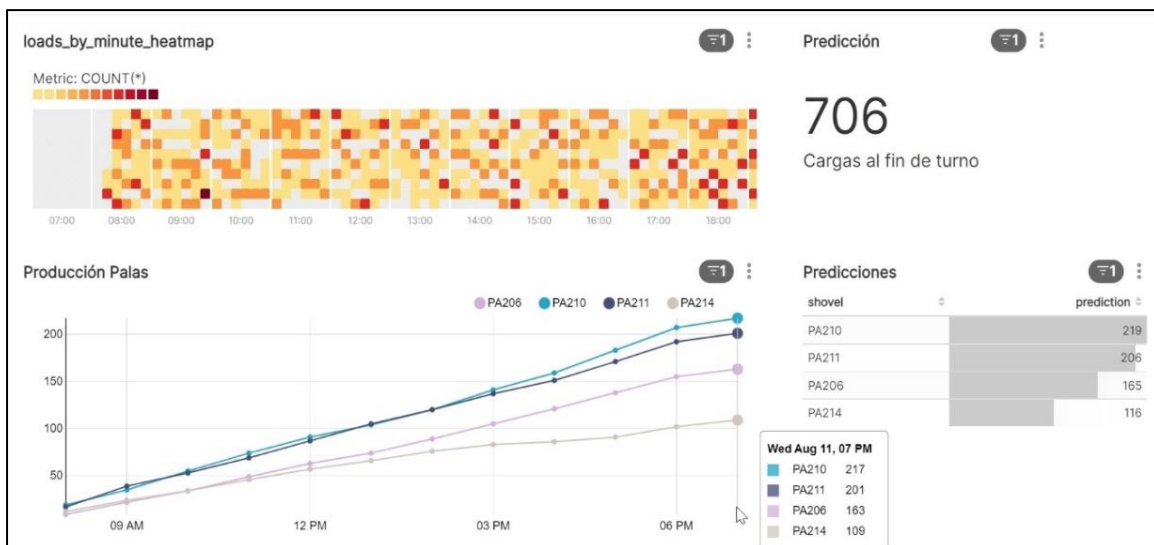 loads_by_minute_heatmap
1
Metric: COUNT(*)
07:00 08:00 09:00 10:00 11:00 12:00 13:00 14:00 15:00 16:00 17:00 18:00
Predicción
1
706
Cargas al fin de turno
Producción Palas
1
PA206 PA210 PA211 PA214
200
150
100
50
09 AM 12 PM 03 PM 06 PM
Predicciones
1
shovel prediction
PA210 219
PA211 206
PA206 165
PA214 116
Wed Aug 11, 07 PM
PA210 217
PA211 201
PA206 163
PA214 109